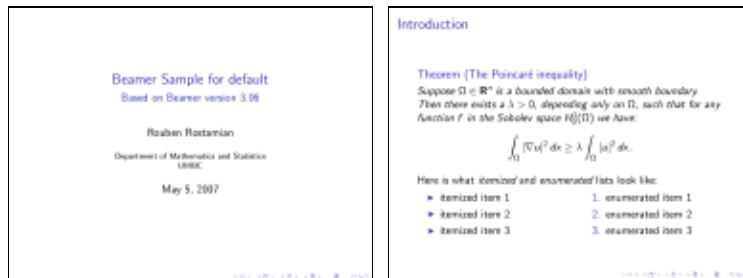 Beamer Sample for default
Based on Beamer version 3.06
Rouben Rostamian
Department of Mathematics and Statistics
UMBC
May 5, 2007
Introduction
Theorem (The Poincaré inequality)
Suppose Ω ∈ Rⁿ is a bounded domain with smooth boundary.
Then there exists a λ > 0, depending only on Ω, such that for any
function f in the Sobolev space H¹₀(Ω) we have:
∫_Ω |∇u|² dx ≥ λ ∫_Ω |u|² dx.
Here is what itemized and enumerated lists look like:
▶ itemized item 1
▶ itemized item 2
▶ itemized item 3
1. enumerated item 1
2. enumerated item 2
3. enumerated item 3